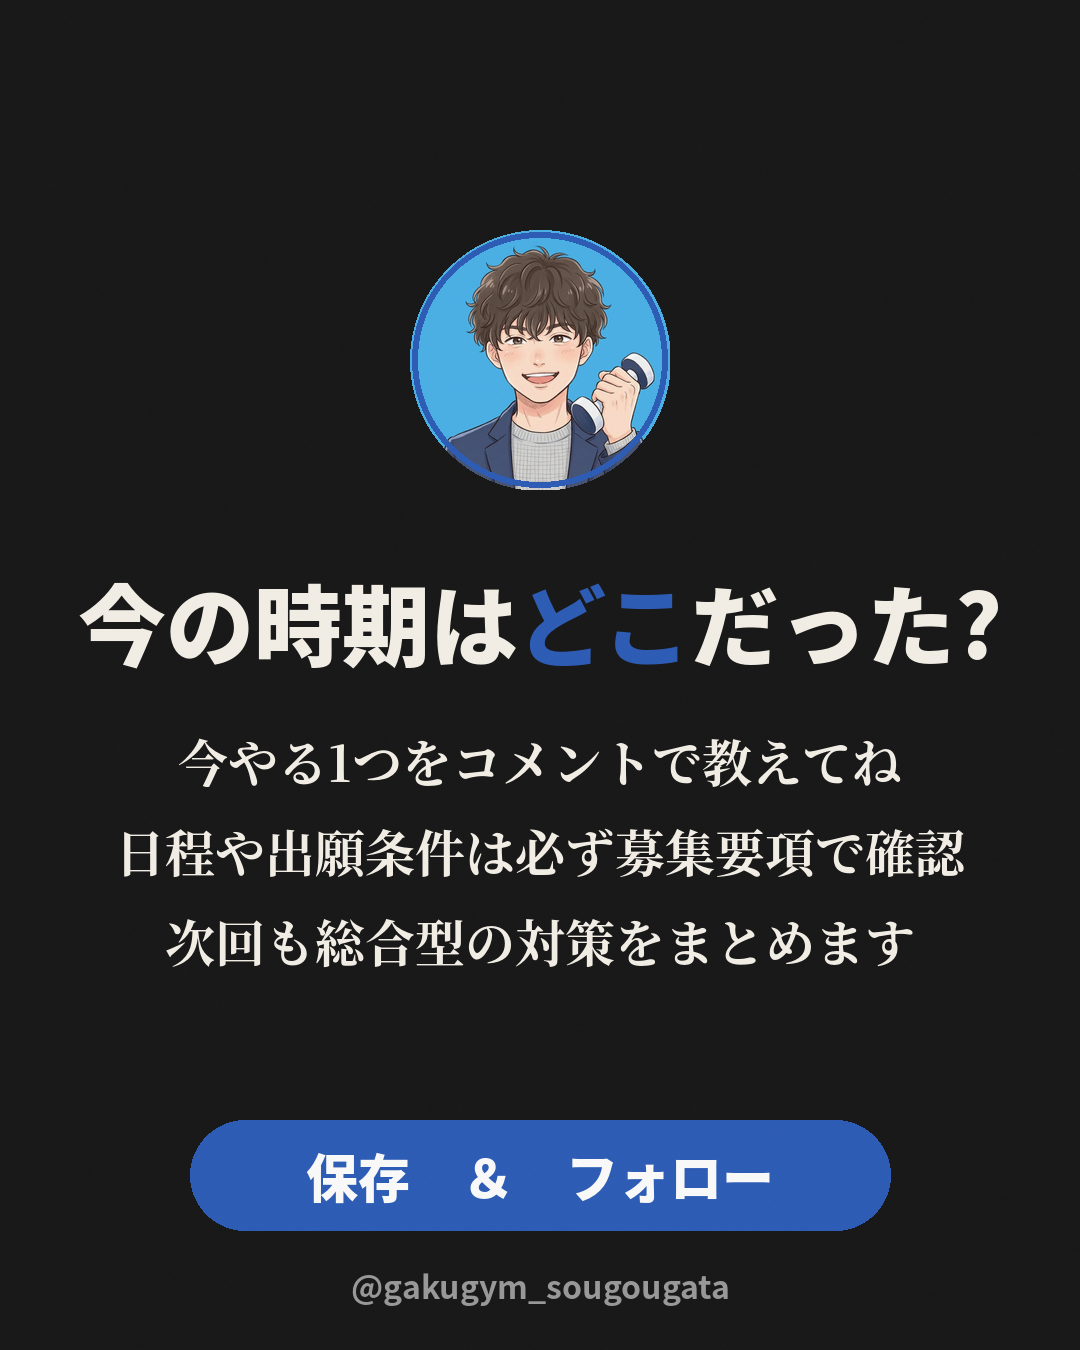 今の時期はどこだった?
今やる1つをコメントで教えてね
日程や出願条件は必ず募集要項で確認
次回も総合型の対策をまとめます
保存 & フォロー
@gakugym_sougougata